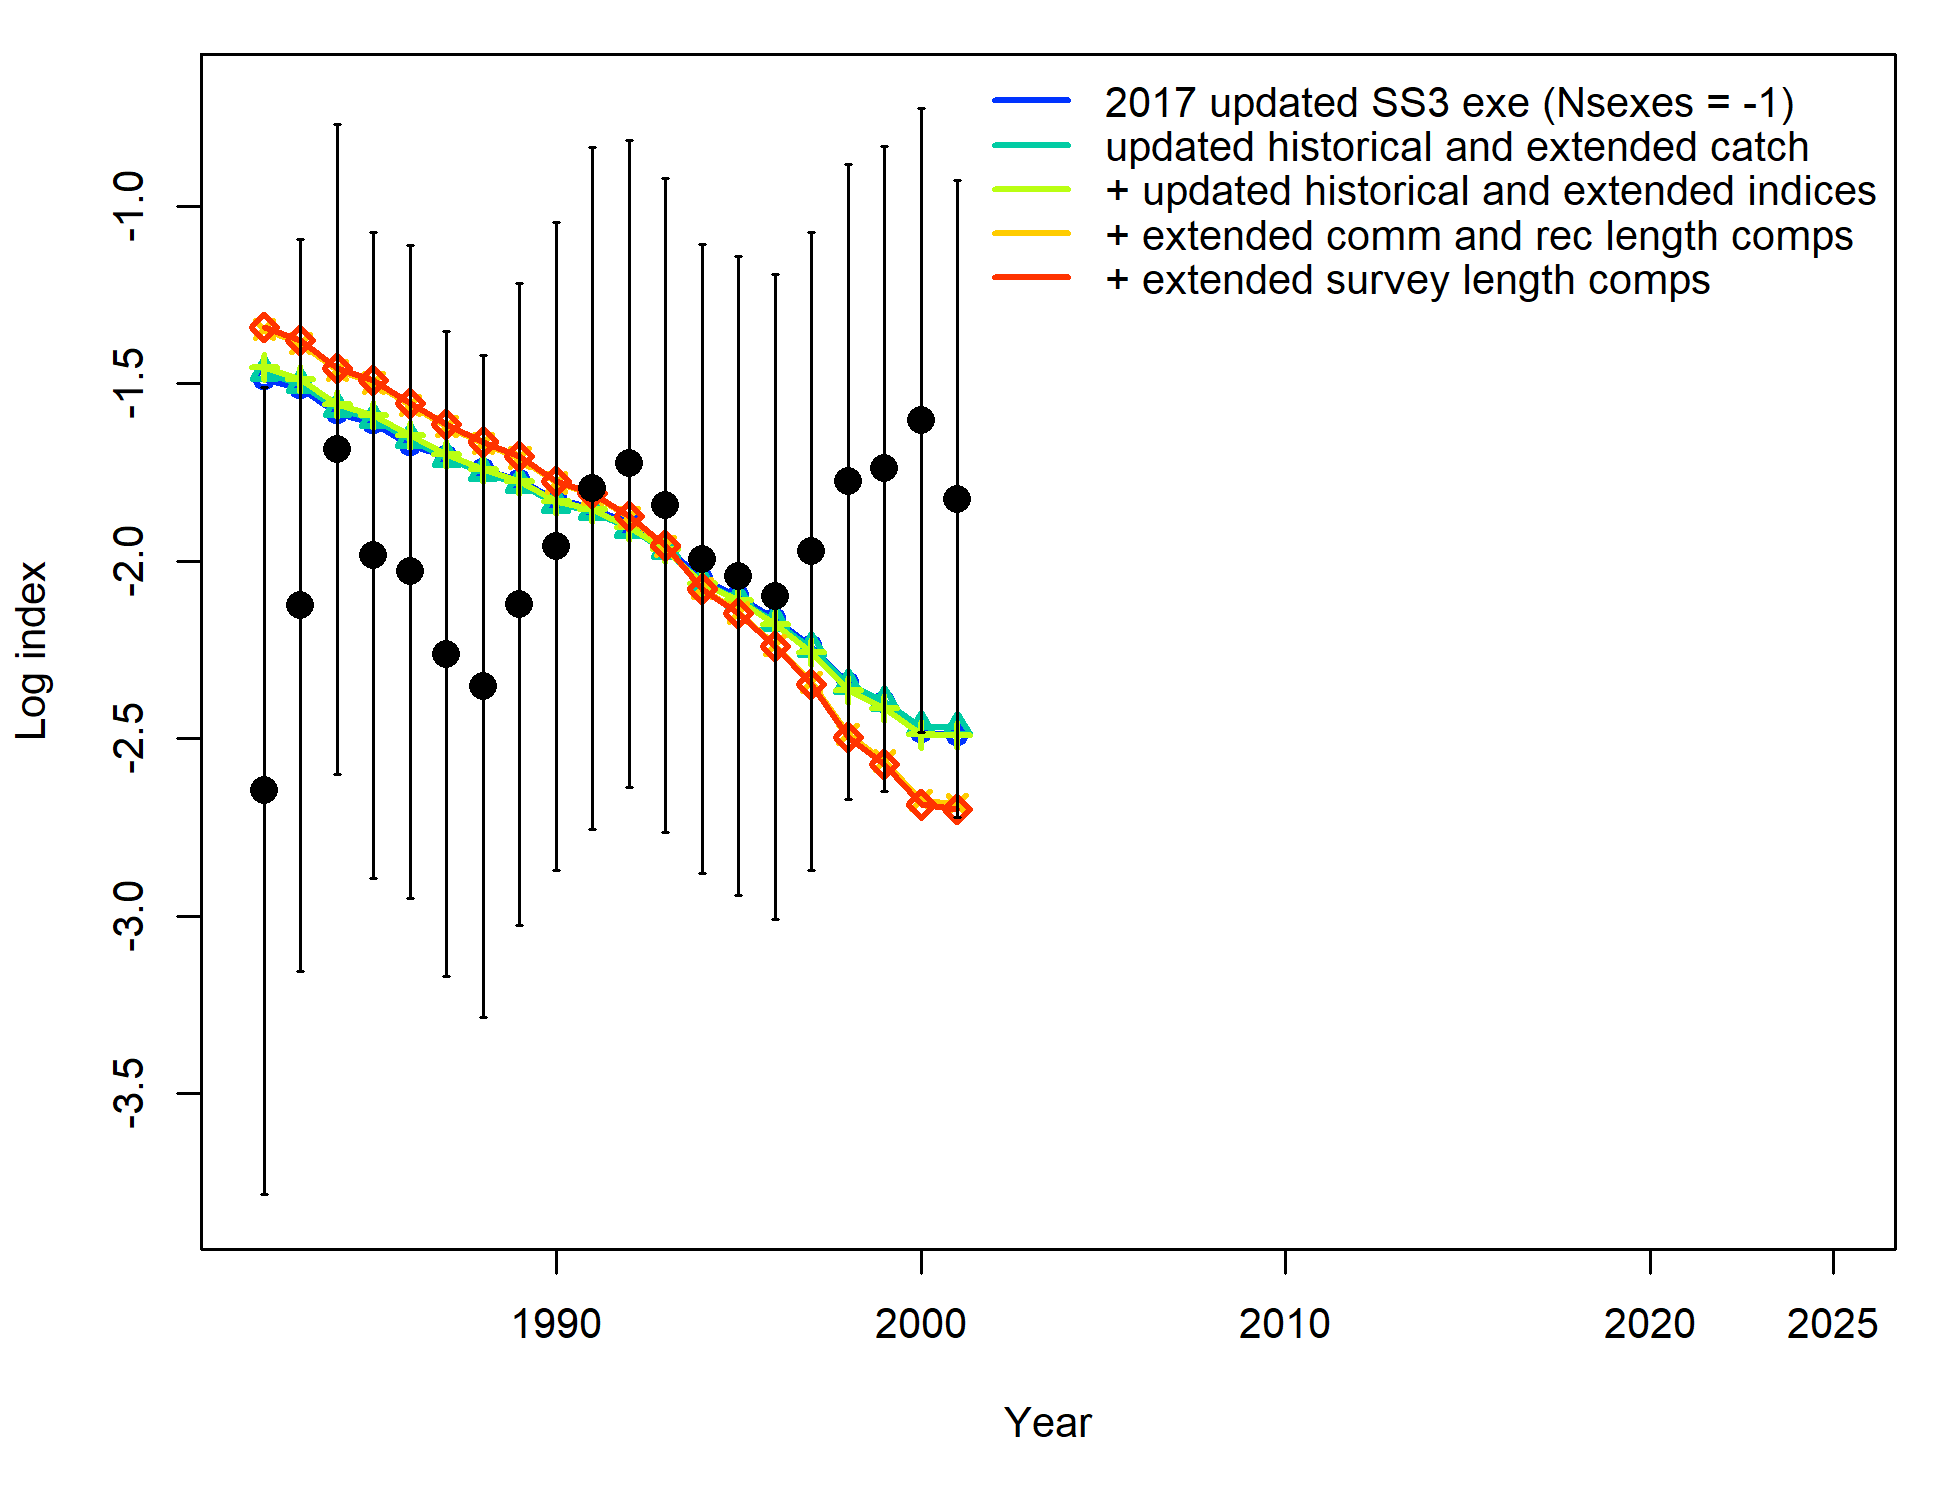 2017 updated SS3 exe (Nsexes = -1)
updated historical and extended catch
+ updated historical and extended indices
+ extended comm and rec length comps
+ extended survey length comps
Log index
-1.0
-1.5
-2.0
-2.5
-3.0
-3.5
1990
2000
2010
2020
2025
Year